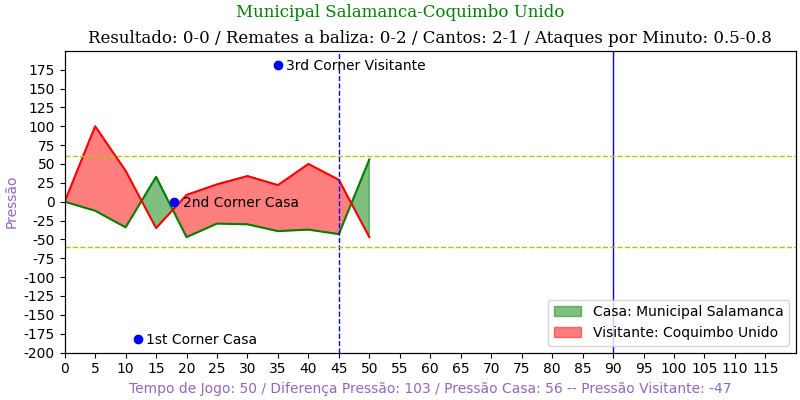 Municipal Salamanca-Coquimbo Unido
Resultado: 0-0 / Remates a baliza: 0-2 / Cantos: 2-1 / Ataques por Minuto: 0.5-0.8
Pressão
175
150
125
100
75
50
25
0
-25
-50
-75
-100
-125
-150
-175
-200
3rd Corner Visitante
2nd Corner Casa
1st Corner Casa
Casa: Municipal Salamanca
Visitante: Coquimbo Unido
0 5 10 15 20 25 30 35 40 45 50 55 60 65 70 75 80 85 90 95 100 105 110 115
Tempo de Jogo: 50 / Diferença Pressão: 103 / Pressão Casa: 56 -- Pressão Visitante: -47